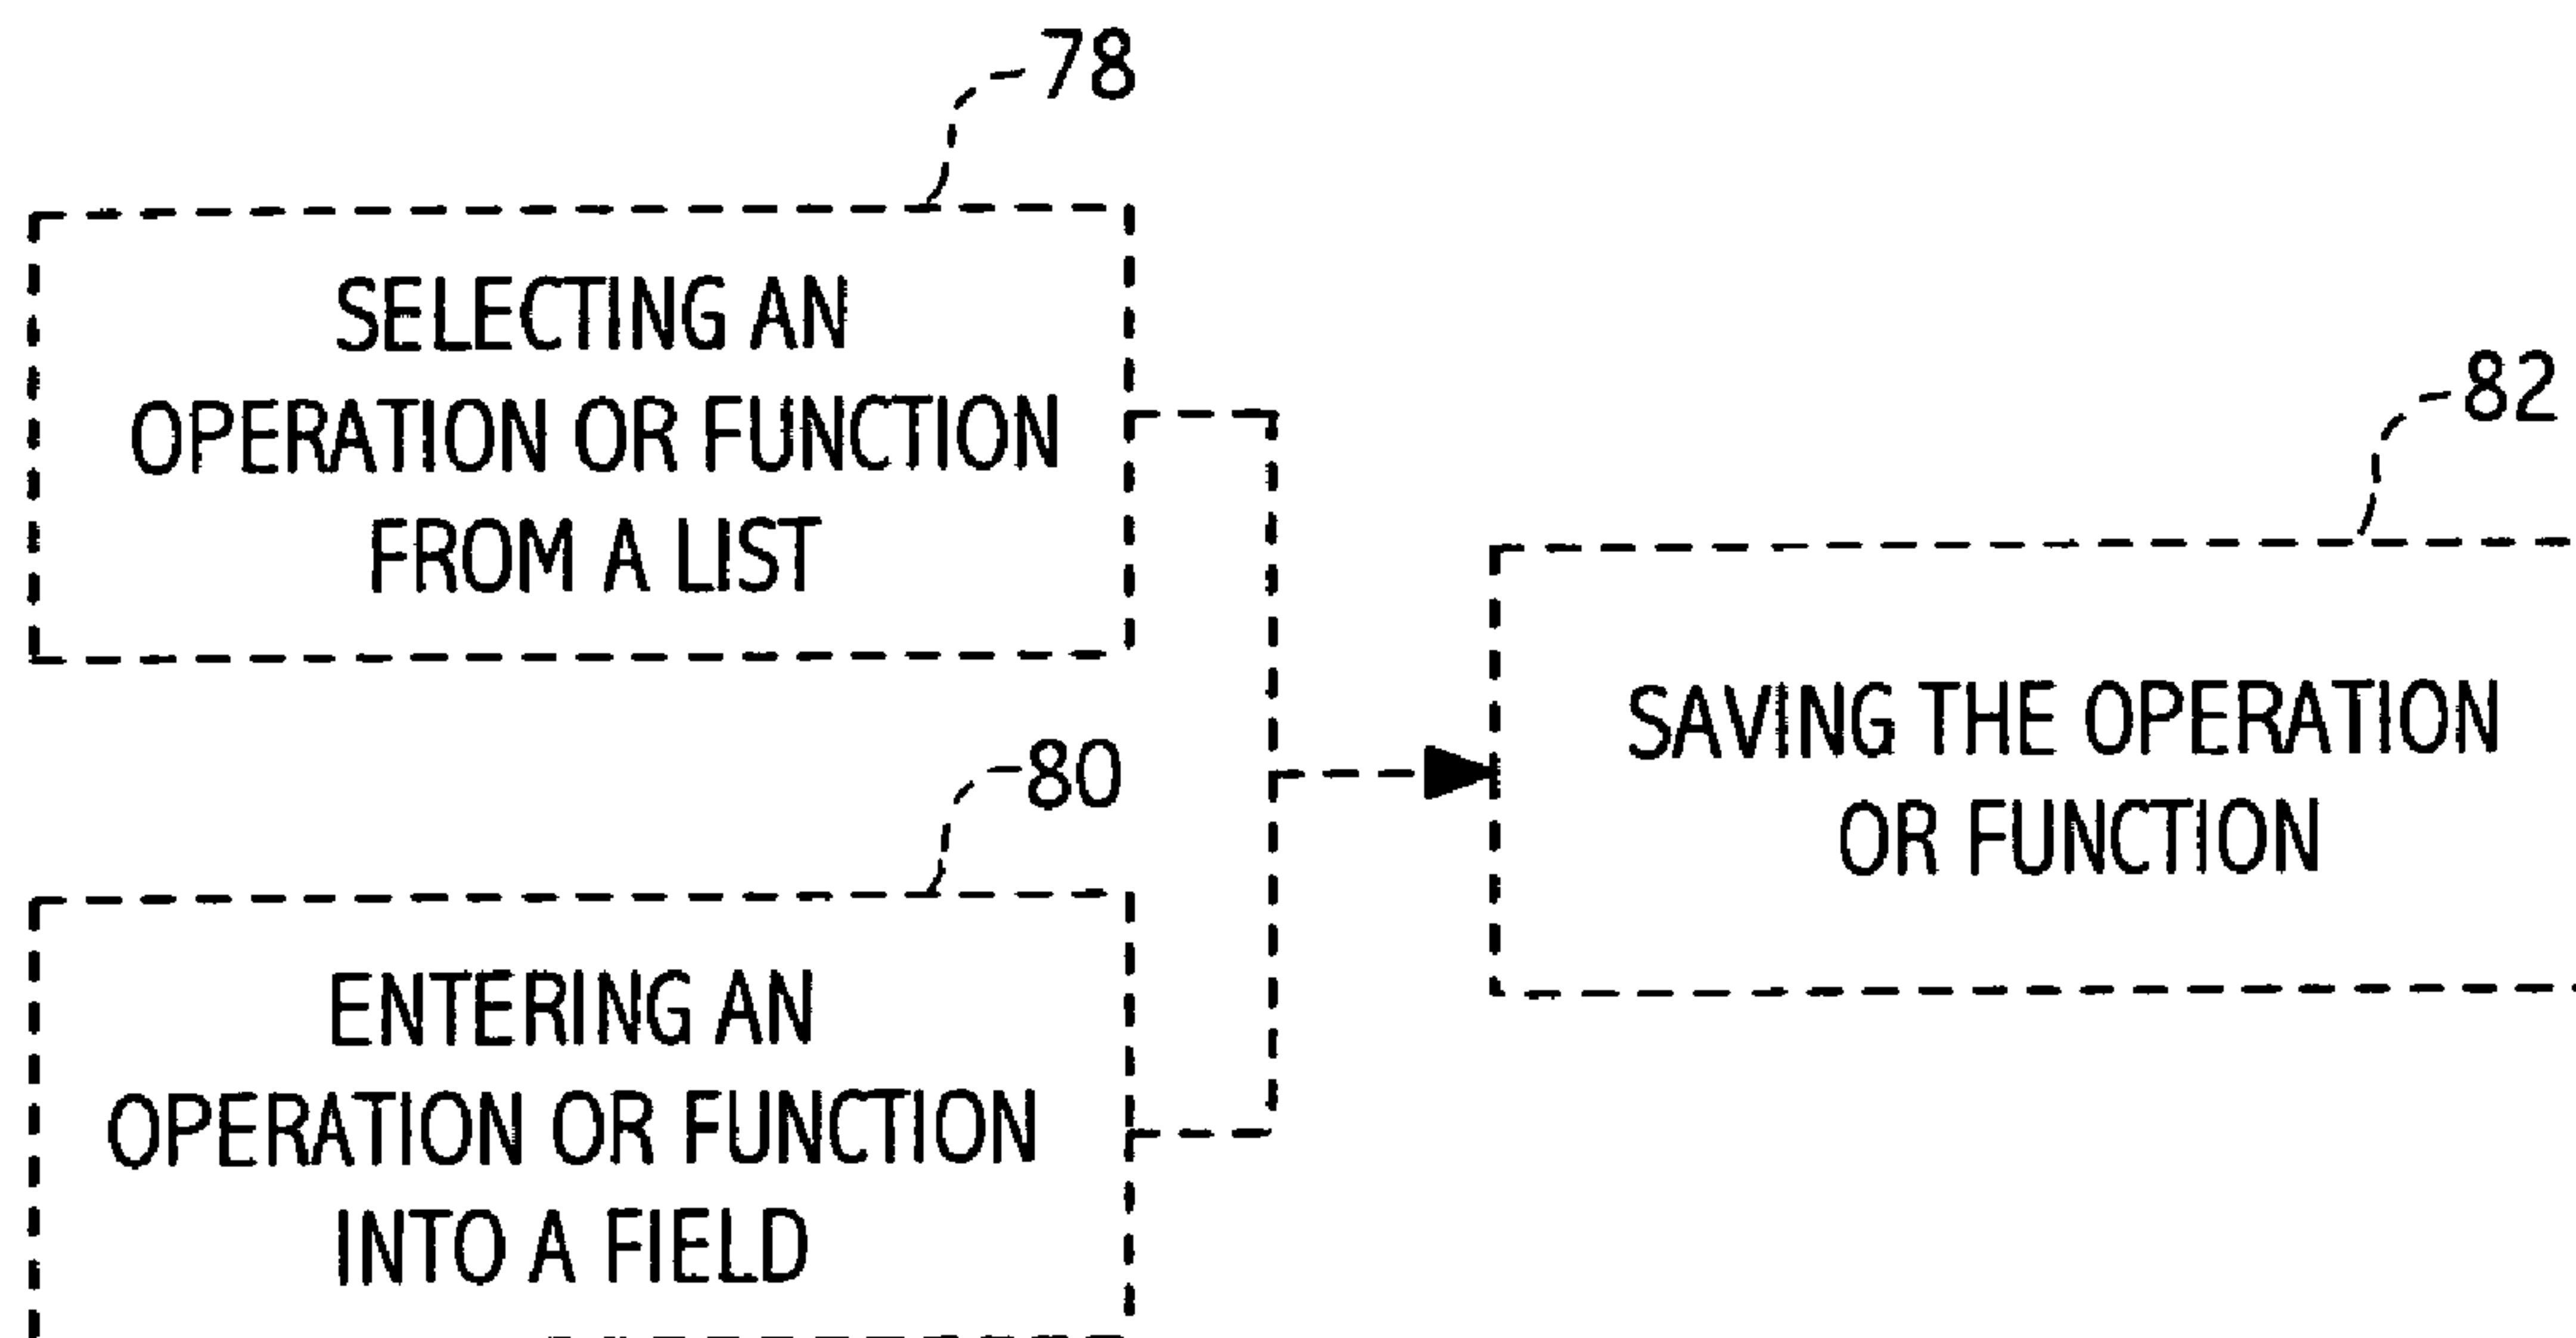 78
SELECTING AN
OPERATION OR FUNCTION
FROM A LIST
80
ENTERING AN
OPERATION OR FUNCTION
INTO A FIELD
82
SAVING THE OPERATION
OR FUNCTION